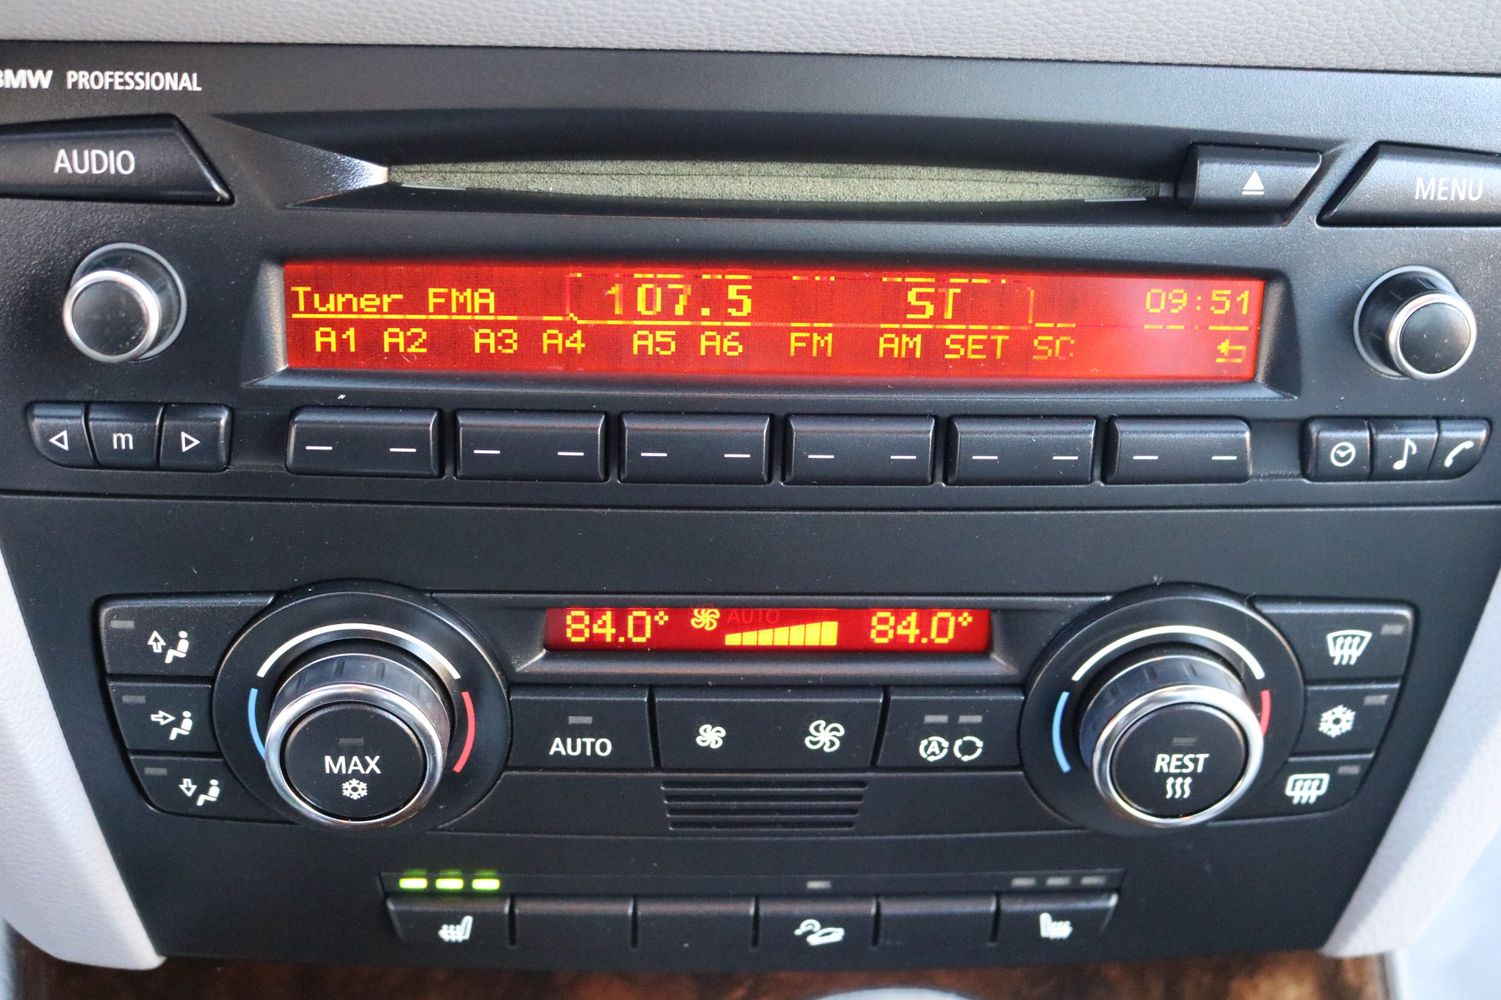 BMW PROFESSIONAL
AUDIO
MENU
Tuner FMA 107.5 ST 09:51
A1 A2 A3 A4 A5 A6 FM AM SET SC
m
84.0° AUTO 84.0°
AUTO
A
MAX
REST